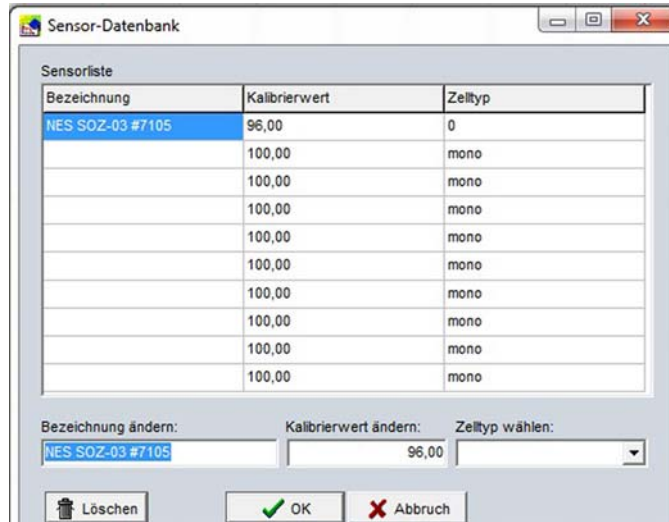 Sensor-Datenbank
Sensorliste
Bezeichnung Kalibrierwert Zelltyp
NES SOZ-03 #7105 96,00 0
100,00 mono
100,00 mono
100,00 mono
100,00 mono
100,00 mono
100,00 mono
100,00 mono
100,00 mono
100,00 mono
Bezeichnung ändern: Kalibrierwert ändern: Zelltyp wählen:
NES SOZ-03 #7105 96,00
Löschen OK Abbruch